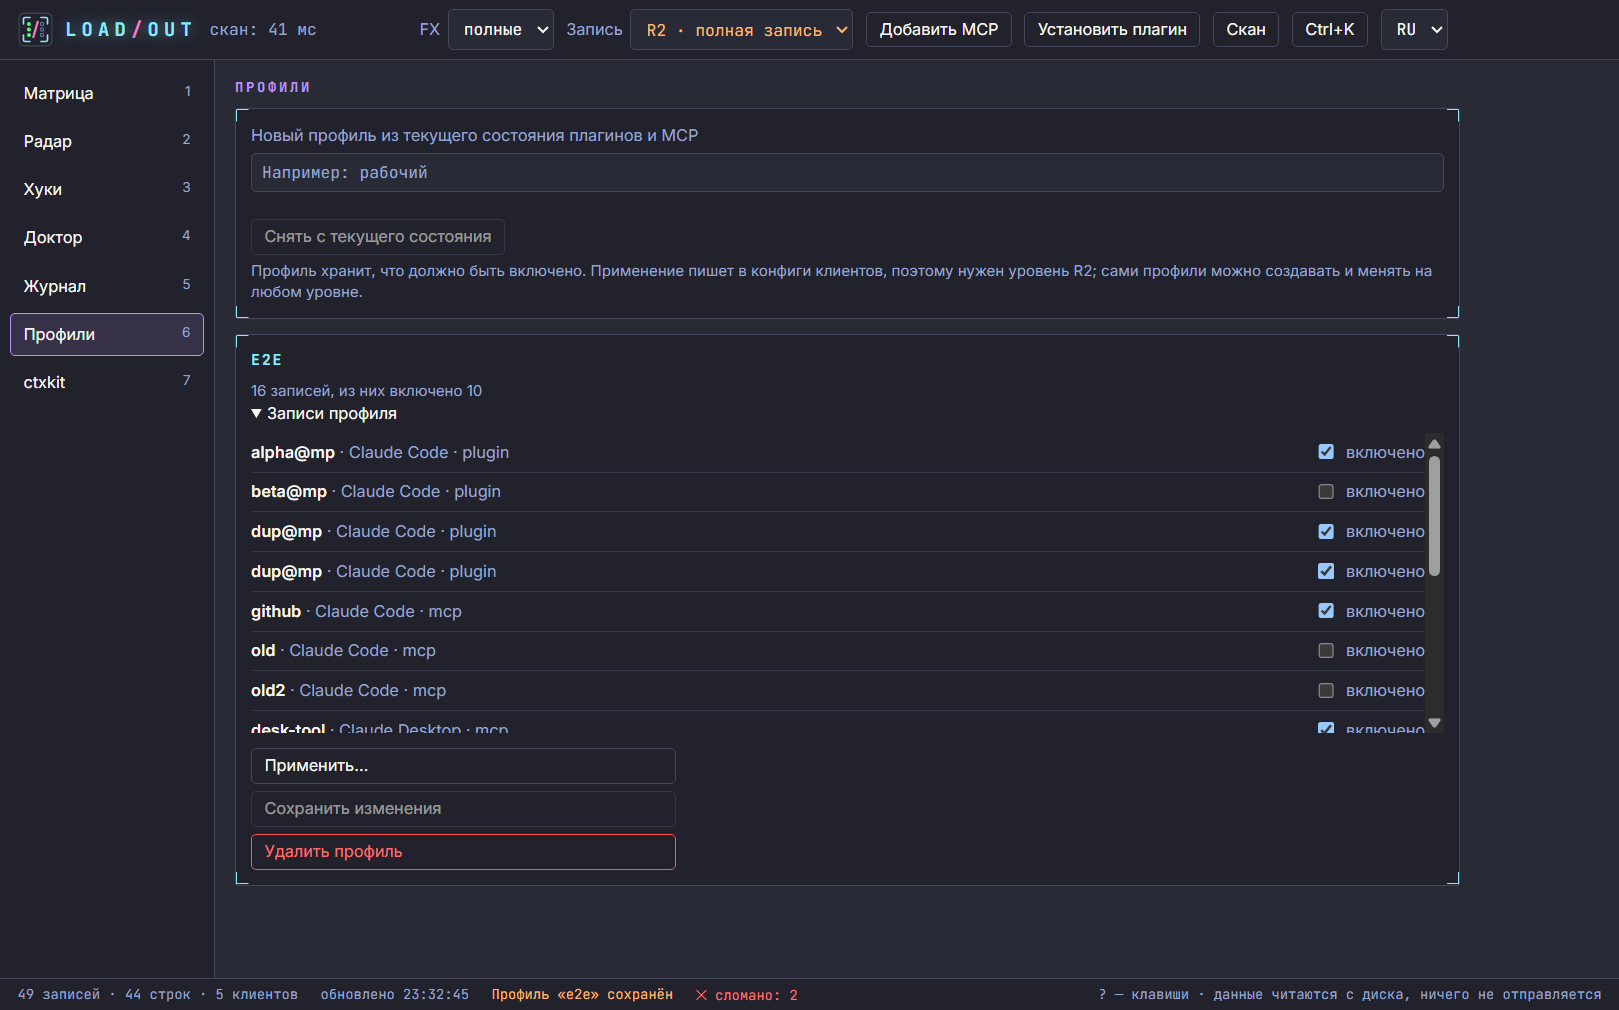 LOAD/OUT скан: 41 мс FX полные Запись R2 · полная запись Добавить MCP Установить плагин Скан Ctrl+K RU
Матрица 1
Радар 2
Хуки 3
Доктор 4
Журнал 5
Профили 6
ctxkit 7
ПРОФИЛИ
Новый профиль из текущего состояния плагинов и MCP
Например: рабочий
Снять с текущего состояния
Профиль хранит, что должно быть включено. Применение пишет в конфиги клиентов, поэтому нужен уровень R2; сами профили можно создавать и менять на
любом уровне.
E2E
16 записей, из них включено 10
▼ Записи профиля
alpha@mp · Claude Code · plugin включено
beta@mp · Claude Code · plugin включено
dup@mp · Claude Code · plugin включено
dup@mp · Claude Code · plugin включено
github · Claude Code · mcp включено
old · Claude Code · mcp включено
old2 · Claude Code · mcp включено
desk-tool · Claude Desktop · mcp включено
Применить...
Сохранить изменения
Удалить профиль
49 записей · 44 строк · 5 клиентов обновлено 23:32:45 Профиль «e2e» сохранён ✕ сломано: 2 ? — клавиши · данные читаются с диска, ничего не отправляется